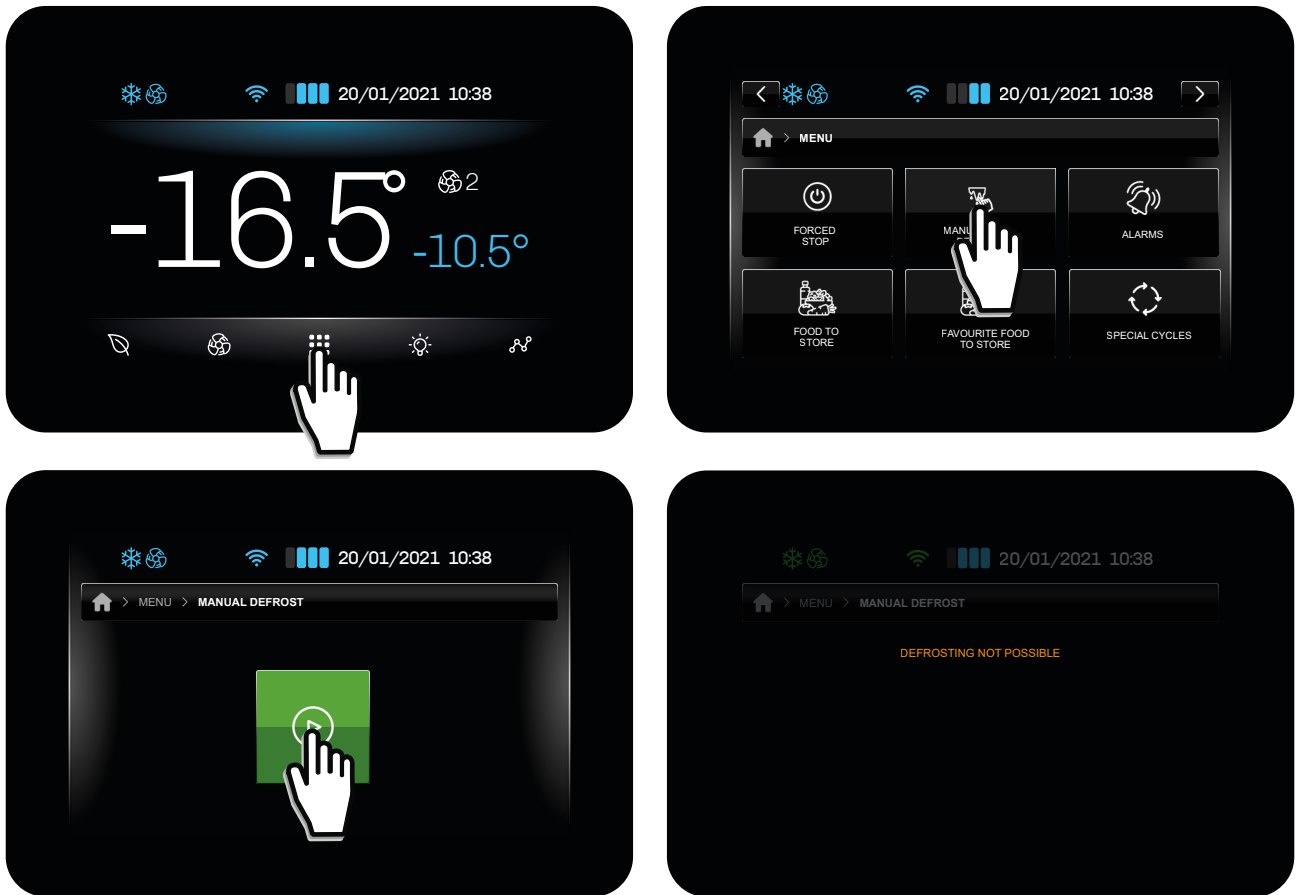 20/01/2021 10:38
-16.5°
2
-10.5°
20/01/2021 10:38
> MENU
FORCED
STOP
ALARMS
FOOD TO
STORE
FAVOURITE FOOD
TO STORE
SPECIAL CYCLES
20/01/2021 10:38
> MENU > MANUAL DEFROST
20/01/2021 10:38
> MENU > MANUAL DEFROST
DEFROSTING NOT POSSIBLE